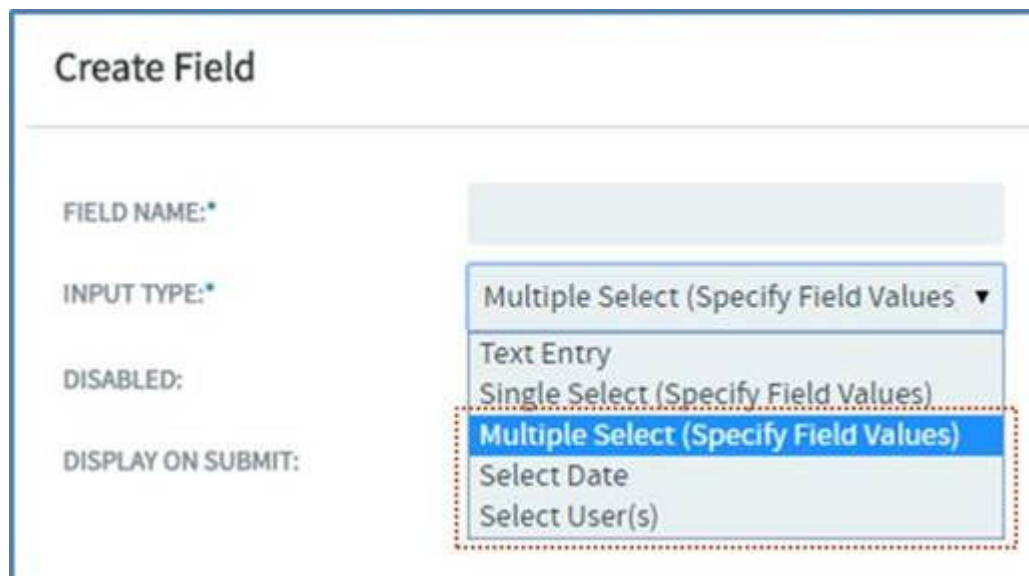 Create Field
FIELD NAME:*
INPUT TYPE:*
Multiple Select (Specify Field Values
Text Entry
Single Select (Specify Field Values)
Multiple Select (Specify Field Values)
Select Date
Select User(s)
DISABLED:
DISPLAY ON SUBMIT: